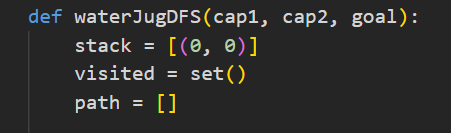 def waterJugDFS(cap1, cap2, goal):
    stack = [(0, 0)]
    visited = set()
    path = []